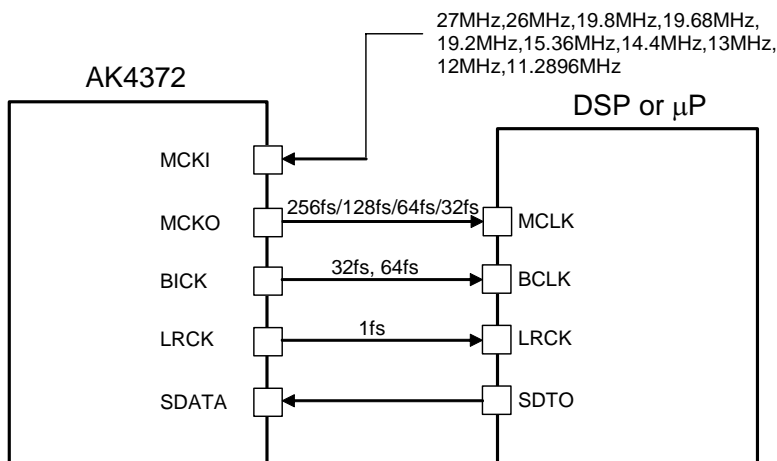 27MHz,26MHz,19.8MHz,19.68MHz,
19.2MHz,15.36MHz,14.4MHz,13MHz,
12MHz,11.2896MHz
AK4372
DSP or μP
MCKI
MCKO
256fs/128fs/64fs/32fs
MCLK
BICK
32fs, 64fs
BCLK
LRCK
1fs
LRCK
SDATA
SDTO